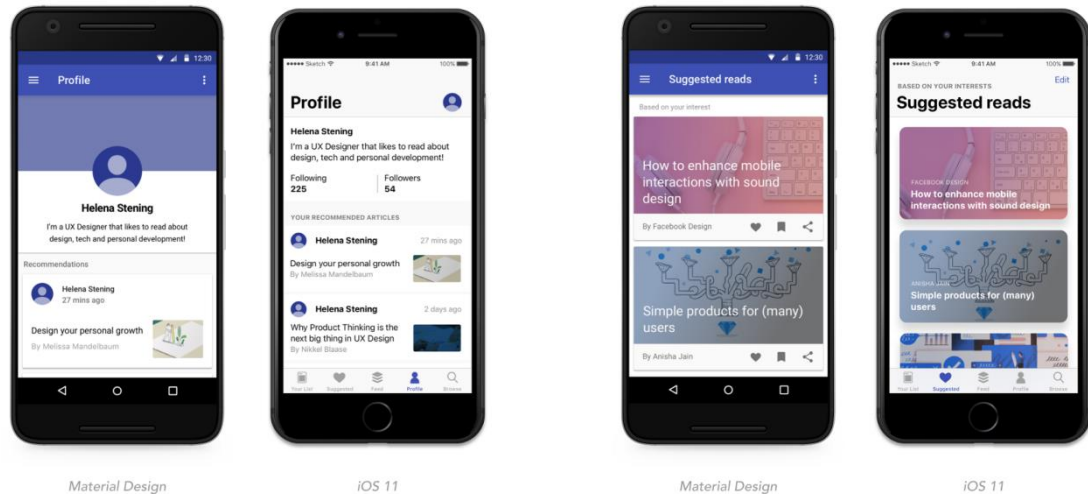 12:30
Profile
Helena Stening
I'm a UX Designer that likes to read about
design, tech and personal development!
Recommendations
Helena Stening
27 mins ago
Design your personal growth
By Melissa Mandelbaum
Material Design
Sketch
9:41 AM
100%
Profile
Helena Stening
I'm a UX Designer that likes to read about
design, tech and personal development!
Following
225
Followers
54
YOUR RECOMMENDED ARTICLES
Helena Stening
27 mins ago
Design your personal growth
By Melissa Mandelbaum
Helena Stening
2 days ago
Why Product Thinking is the
next big thing in UX Design
By Nikkel Blaase
Your List
Suggested
Feed
Profile
Browse
iOS 11
12:30
Suggested reads
Based on your interest
How to enhance mobile
interactions with sound
design
By Facebook Design
Simple products for (many)
users
By Anisha Jain
Material Design
Sketch
9:41 AM
100%
Edit
BASED ON YOUR INTERESTS
Suggested reads
FACEBOOK DESIGN
How to enhance mobile
interactions with sound design
ANISHA JAIN
Simple products for (many)
users
Your List
Suggested
Feed
Profile
Browse
iOS 11